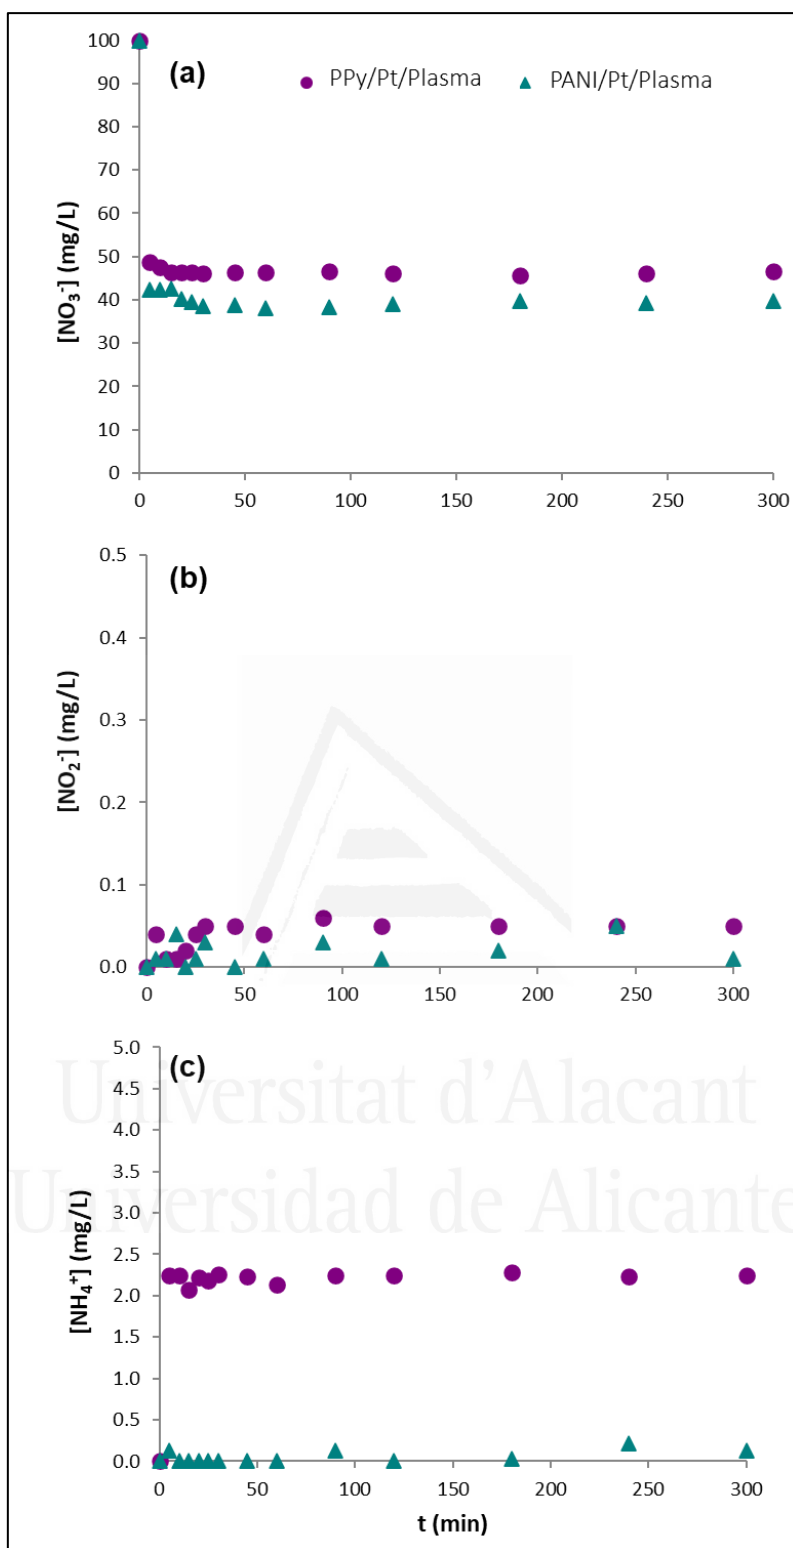 (a)
PPy/Pt/Plasma PANI/Pt/Plasma
[NO₃⁻] (mg/L)
100
90
80
70
60
50
40
30
20
10
0
0 50 100 150 200 250 300
(b)
[NO₂⁻] (mg/L)
0.5
0.4
0.3
0.2
0.1
0.0
0 50 100 150 200 250 300
(c)
[NH₄⁺] (mg/L)
5.0
4.5
4.0
3.5
3.0
2.5
2.0
1.5
1.0
0.5
0.0
0 50 100 150 200 250 300
t (min)
Universitat d'Alacant
Universidad de Alicante